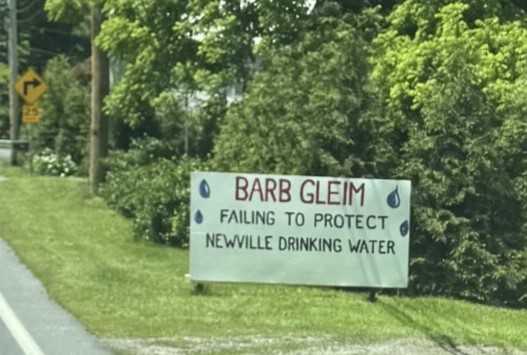 BARB GLEIM
FAILING TO PROTECT
NEWVILLE DRINKING WATER